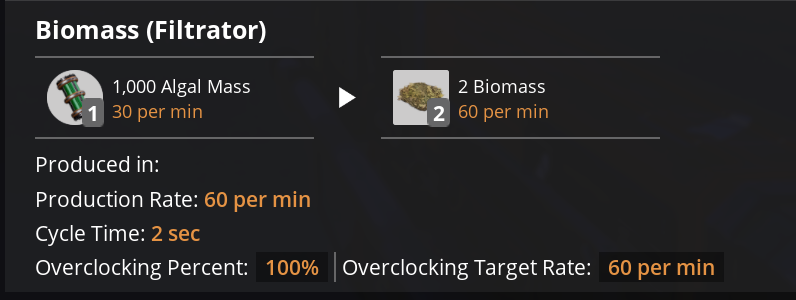 Biomass (Filtrator)
1
1,000 Algal Mass
30 per min
2
2 Biomass
60 per min
Produced in:
Production Rate: 60 per min
Cycle Time: 2 sec
Overclocking Percent: 100% Overclocking Target Rate: 60 per min